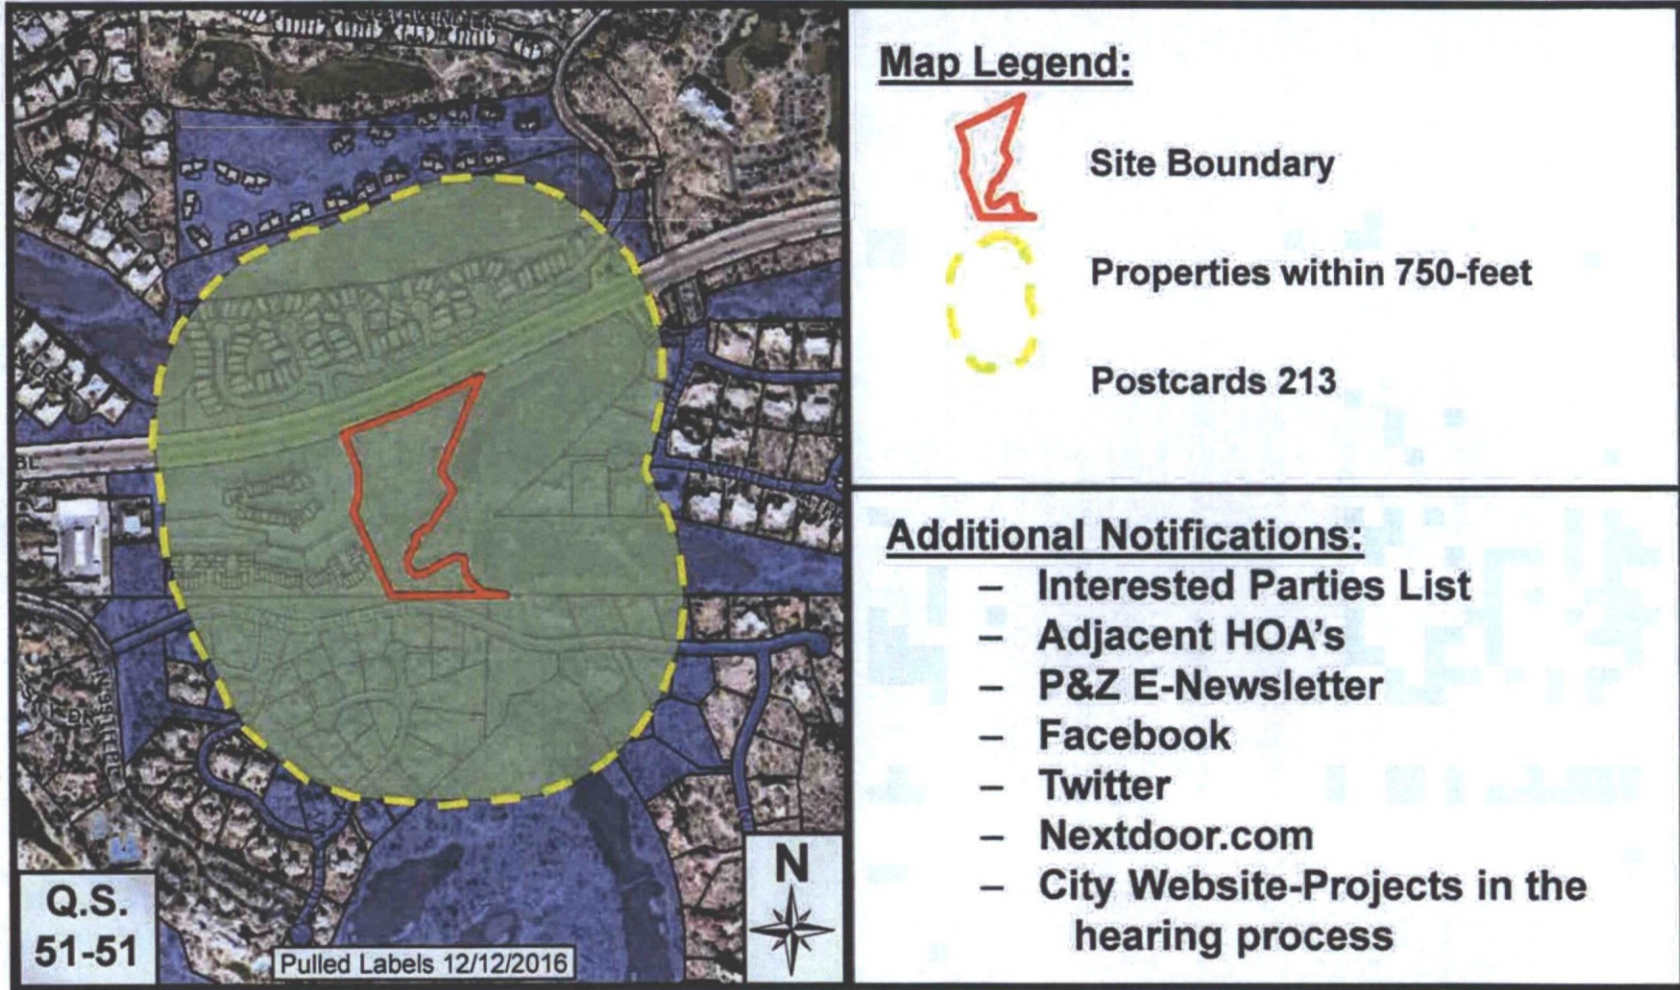 Map Legend:
Site Boundary
Properties within 750-feet
Postcards 213
Additional Notifications:
– Interested Parties List
– Adjacent HOA's
– P&Z E-Newsletter
– Facebook
– Twitter
– Nextdoor.com
– City Website-Projects in the
hearing process
Q.S.
51-51
Pulled Labels 12/12/2016
N
BL